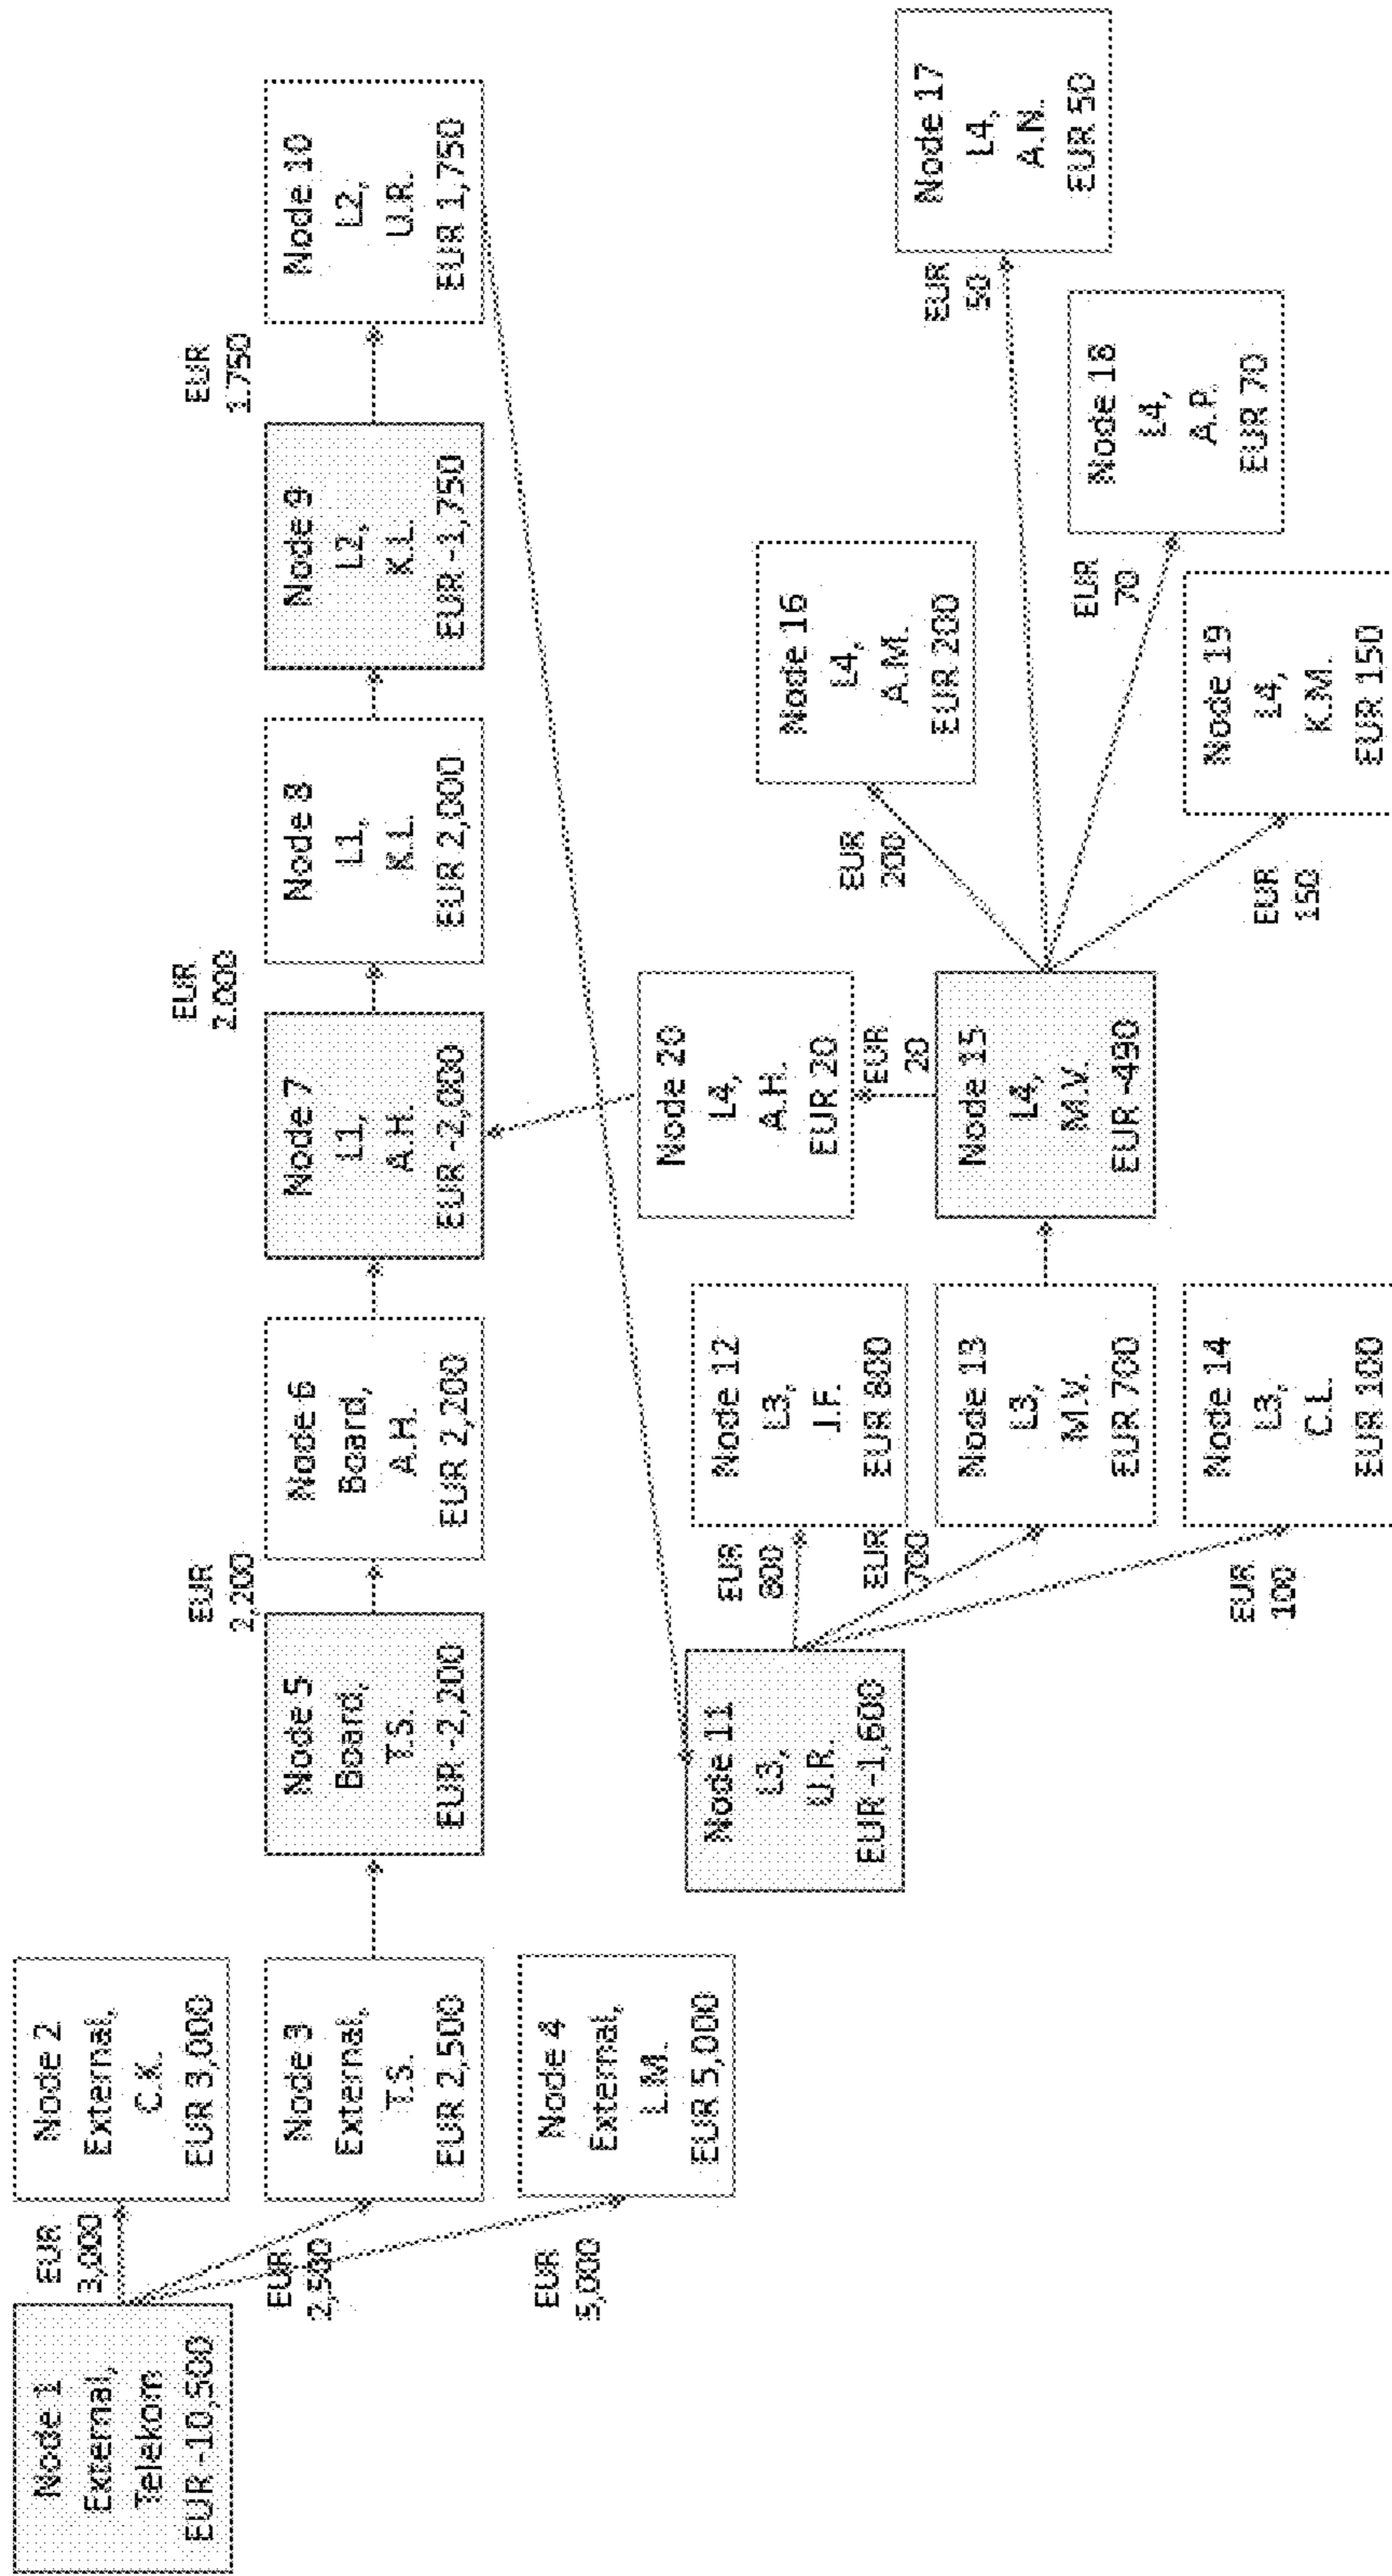 Node 1
External,
Telekom
EUR -10,500
EUR
3,000
EUR
2,500
EUR
5,000
Node 2
External,
C.K.
EUR 3,000
Node 3
External,
T.S.
EUR 2,500
Node 4
External,
L.M.
EUR 5,000
Node 5
Board,
T.S.
EUR -2,200
EUR
2,200
Node 6
Board,
A.H.
EUR 2,200
Node 7
L1,
A.H.
EUR -2,000
EUR
2.000
Node 8
L1,
K.L.
EUR 2,000
Node 9
L2,
K.L.
EUR -1,750
EUR
1.750
Node 10
L2,
U.R.
EUR 1,750
Node 11
L3,
U.R.
EUR -1,600
EUR
800
EUR
700
EUR
100
Node 12
L3,
J.F.
EUR 800
Node 13
L3,
M.V.
EUR 700
Node 14
L3,
C.L.
EUR 100
Node 20
L4,
A.H.
EUR 20
EUR
20
Node 15
L4,
M.V.
EUR -490
EUR
200
EUR
50
EUR
70
EUR
150
Node 16
L4,
A.M.
EUR 200
Node 17
L4,
A.N.
EUR 50
Node 18
L4,
A.P.
EUR 70
Node 19
L4,
K.M.
EUR 150